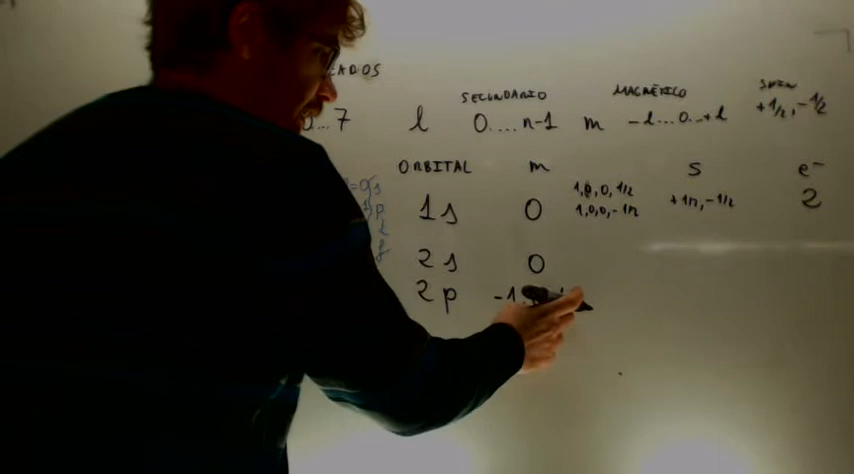 SECUNDARIO MAGNÉTICO SPIN
...7 l 0....n-1 m -l...0..+l +1/2,-1/2
ORBITAL m s e⁻
1s 0 1,0,0,1/2
1,0,0,-1/2 +1/2,-1/2 2
2s 0
2p -1